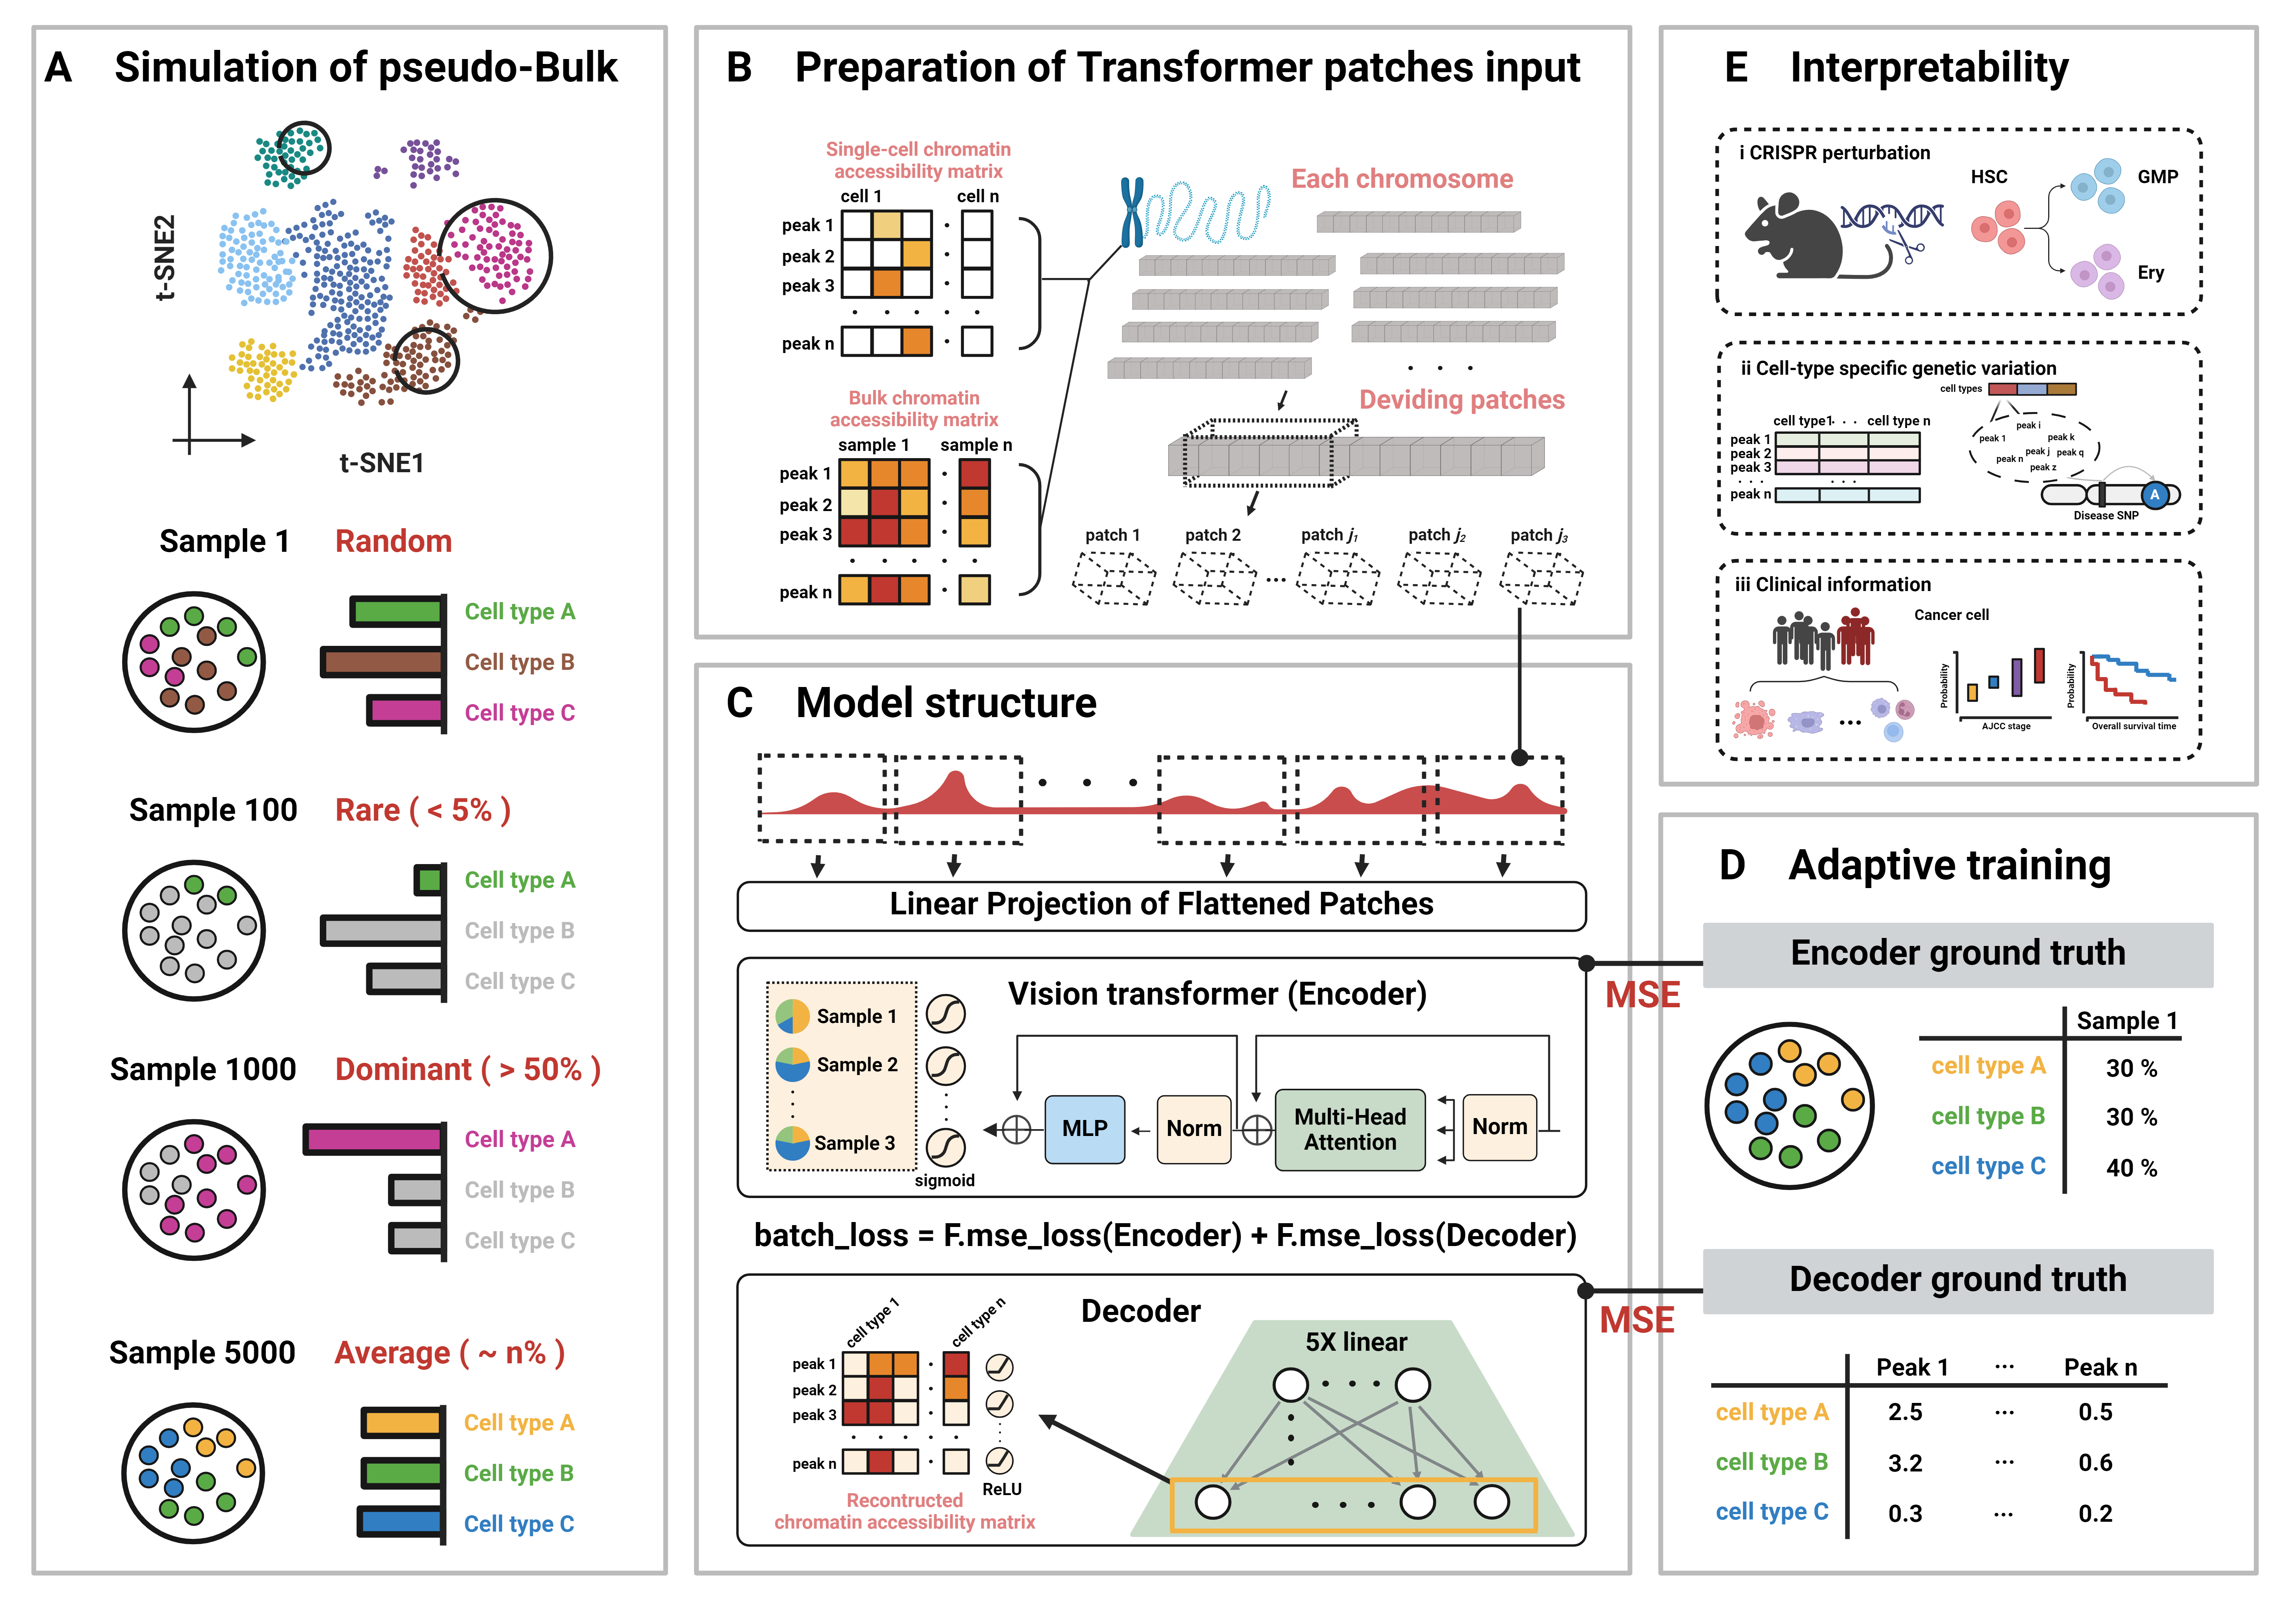 A Simulation of pseudo-Bulk
t-SNE2
t-SNE1
Sample 1 Random
Cell type A
Cell type B
Cell type C
Sample 100 Rare ( < 5% )
Cell type A
Cell type B
Cell type C
Sample 1000 Dominant ( > 50% )
Cell type A
Cell type B
Cell type C
Sample 5000 Average ( ~ n% )
Cell type A
Cell type B
Cell type C
B Preparation of Transformer patches input
Single-cell chromatin
accessibility matrix
cell 1 cell n
peak 1
peak 2
peak 3
peak n
Bulk chromatin
accessibility matrix
sample 1 sample n
peak 1
peak 2
peak 3
peak n
Each chromosome
. . .
Deviding patches
patch 1 patch 2 ... patch j₁ patch j₂ patch j₃
C Model structure
Linear Projection of Flattened Patches
Vision transformer (Encoder)
Sample 1
Sample 2
Sample 3
sigmoid
MLP
Norm
Multi-Head
Attention
Norm
batch_loss = F.mse_loss(Encoder) + F.mse_loss(Decoder)
Decoder
cell type 1 cell type n
peak 1
peak 2
peak 3
peak n
ReLU
Recontructed
chromatin accessibility matrix
5X linear
MSE
MSE
E Interpretability
i CRISPR perturbation
HSC
GMP
Ery
ii Cell-type specific genetic variation
cell types
cell type1 . . cell type n
peak 1
peak 2
peak 3
. . .
peak n
peak i
peak 1
peak k
peak j
peak q
peak n
peak z
A
Disease SNP
iii Clinical information
Cancer cell
Probability
AJCC stage
Probability
Overall survival time
D Adaptive training
Encoder ground truth
Sample 1
cell type A 30 %
cell type B 30 %
cell type C 40 %
Decoder ground truth
Peak 1 ... Peak n
cell type A 2.5 ... 0.5
cell type B 3.2 ... 0.6
cell type C 0.3 ... 0.2